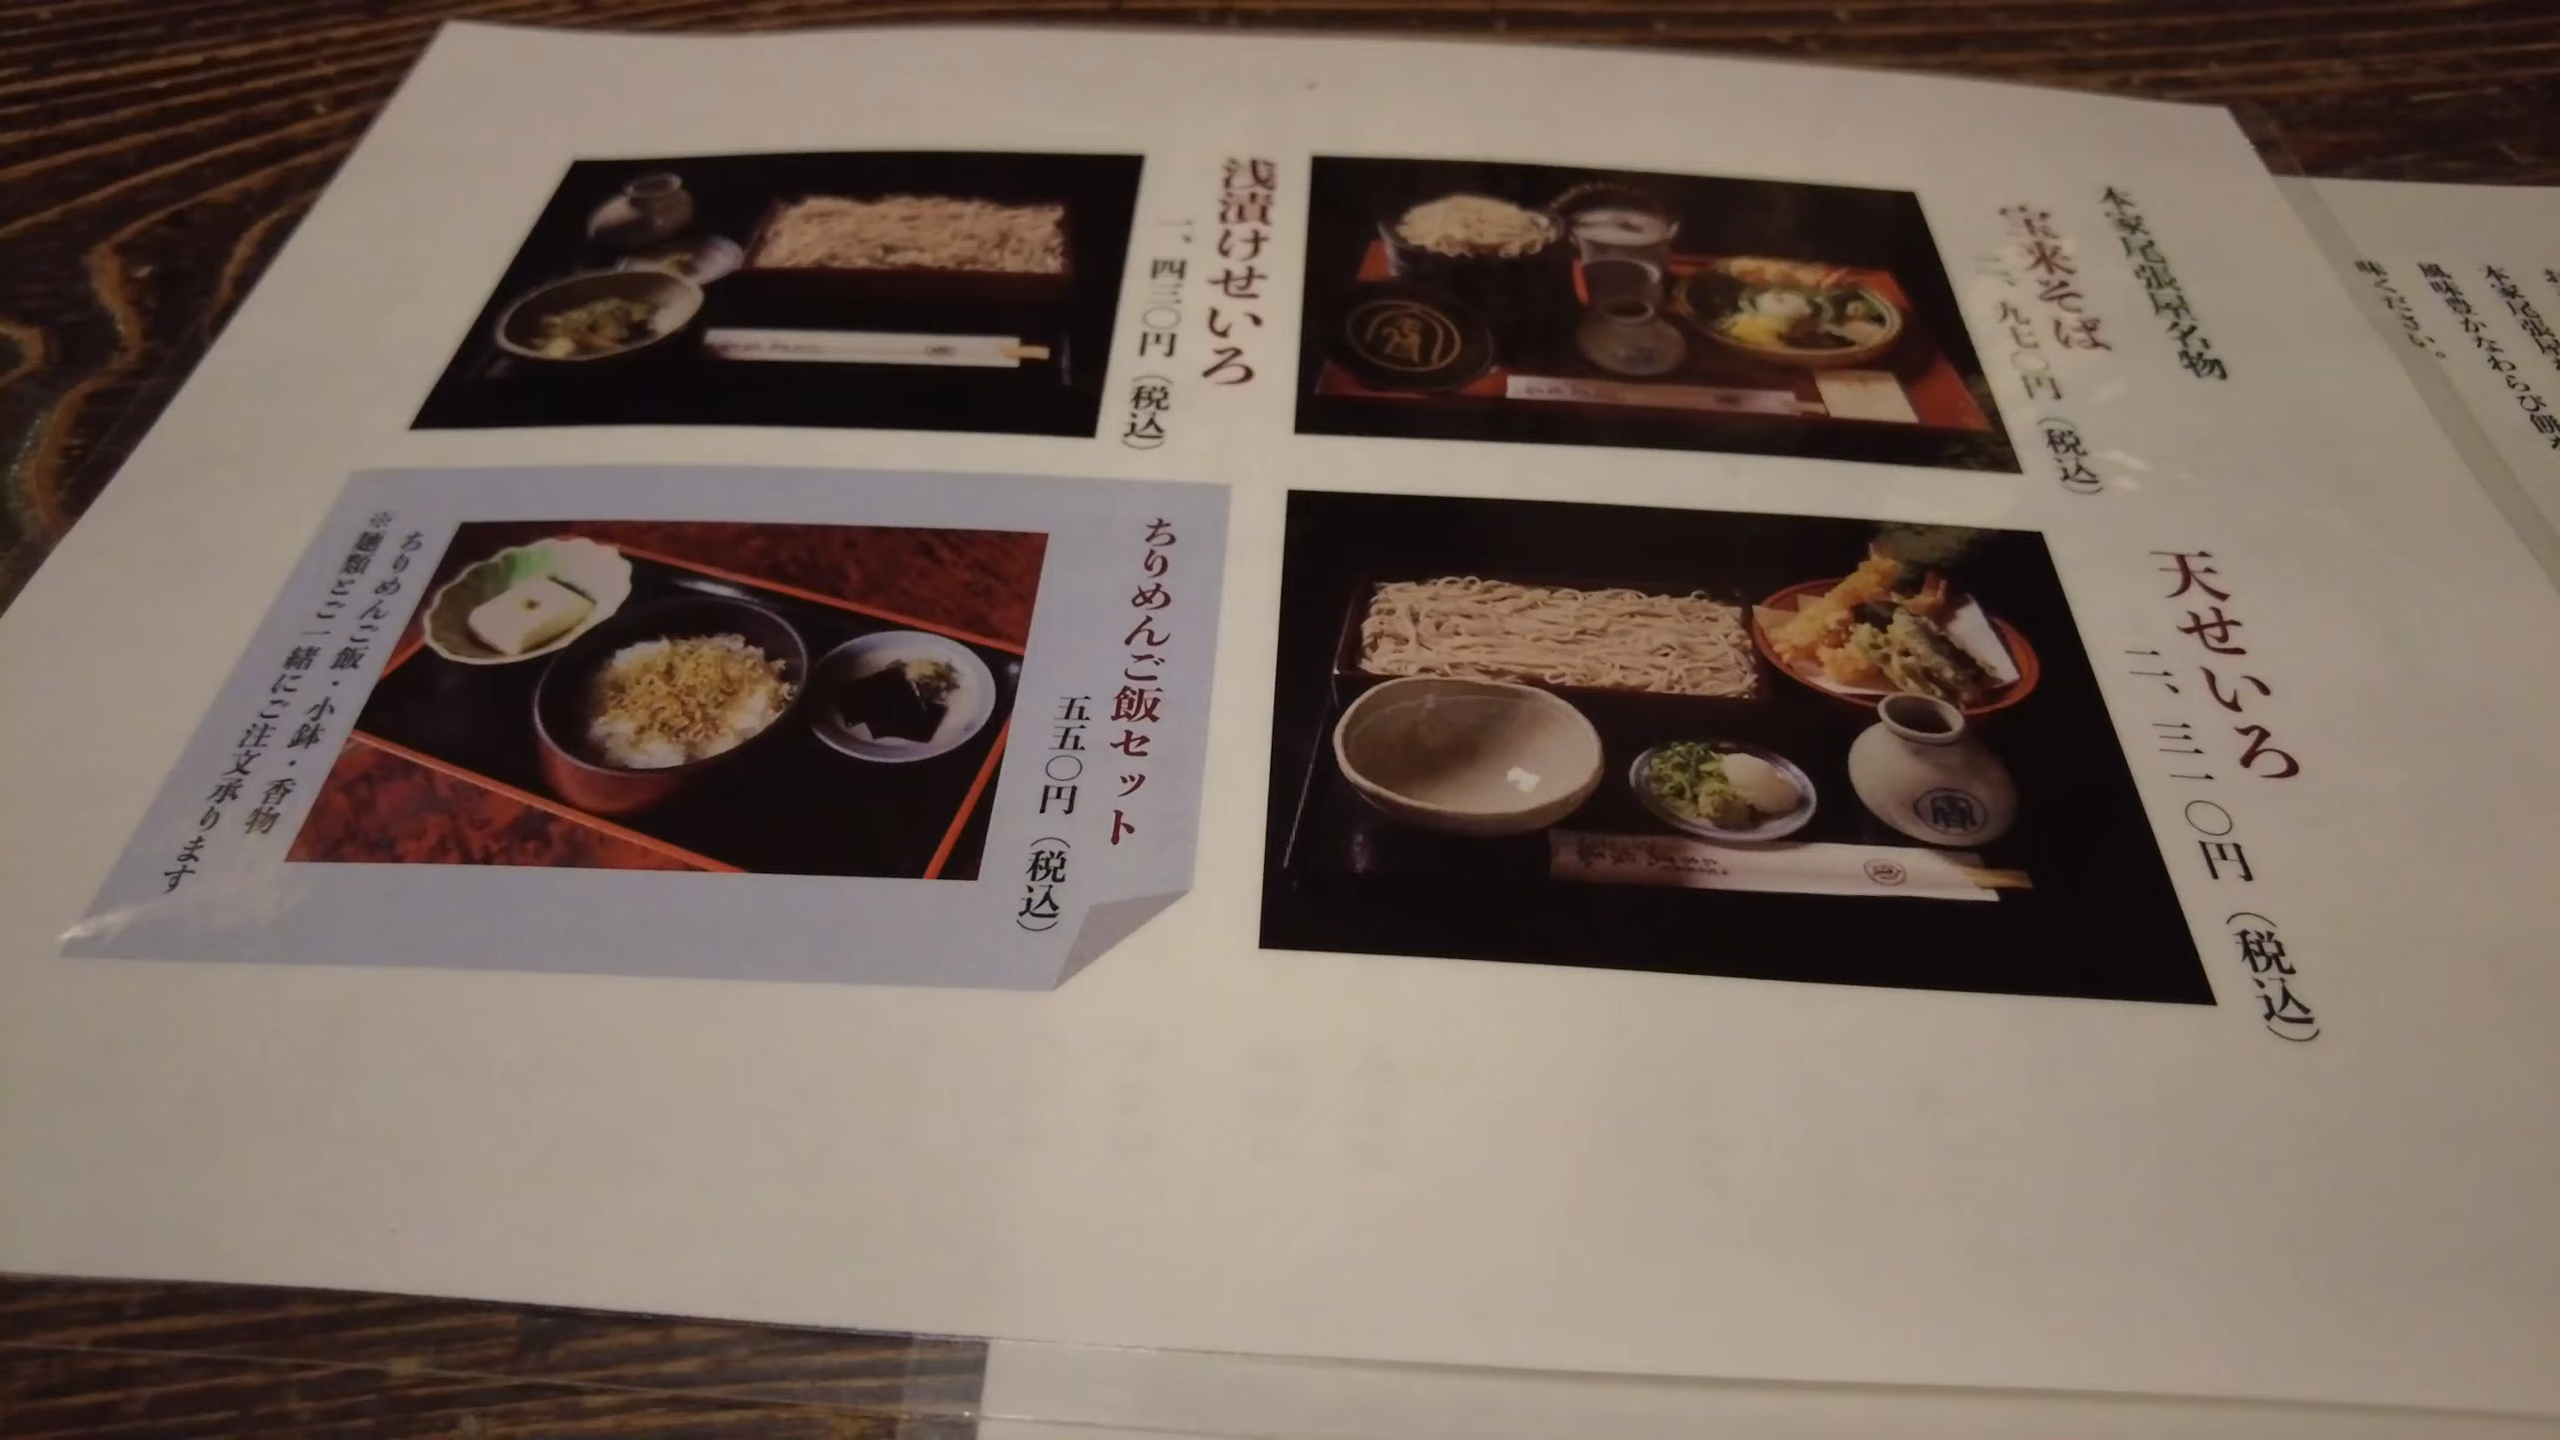 本家尾張屋名物
宝来そば
二、九七〇円（税込）
天せいろ
二、三一〇円（税込）
浅漬けせいろ
一、四三〇円（税込）
ちりめんご飯セット
五五〇円（税込）
ちりめんご飯・小鉢・香物
※麺類とご一緒にご注文承ります
本家尾張屋
風味豊かなわらび餅
味ください。